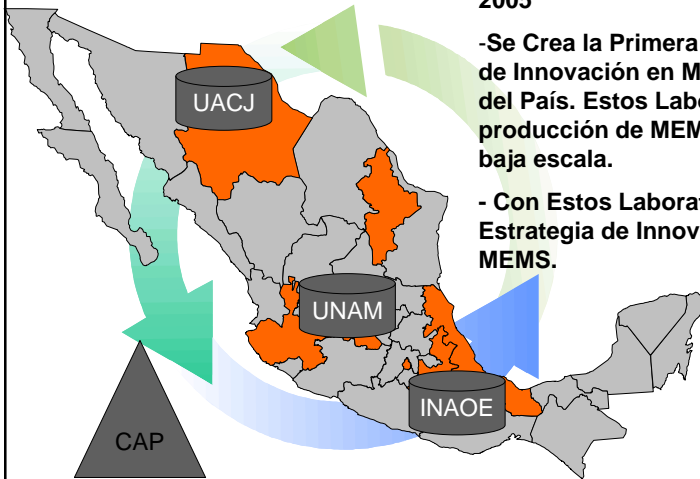 2005
-Se Crea la Primera
de Innovación en M
del País. Estos Labo
producción de MEM
baja escala.
- Con Estos Laborat
Estrategia de Innov
MEMS.
UACJ
UNAM
INAOE
CAP